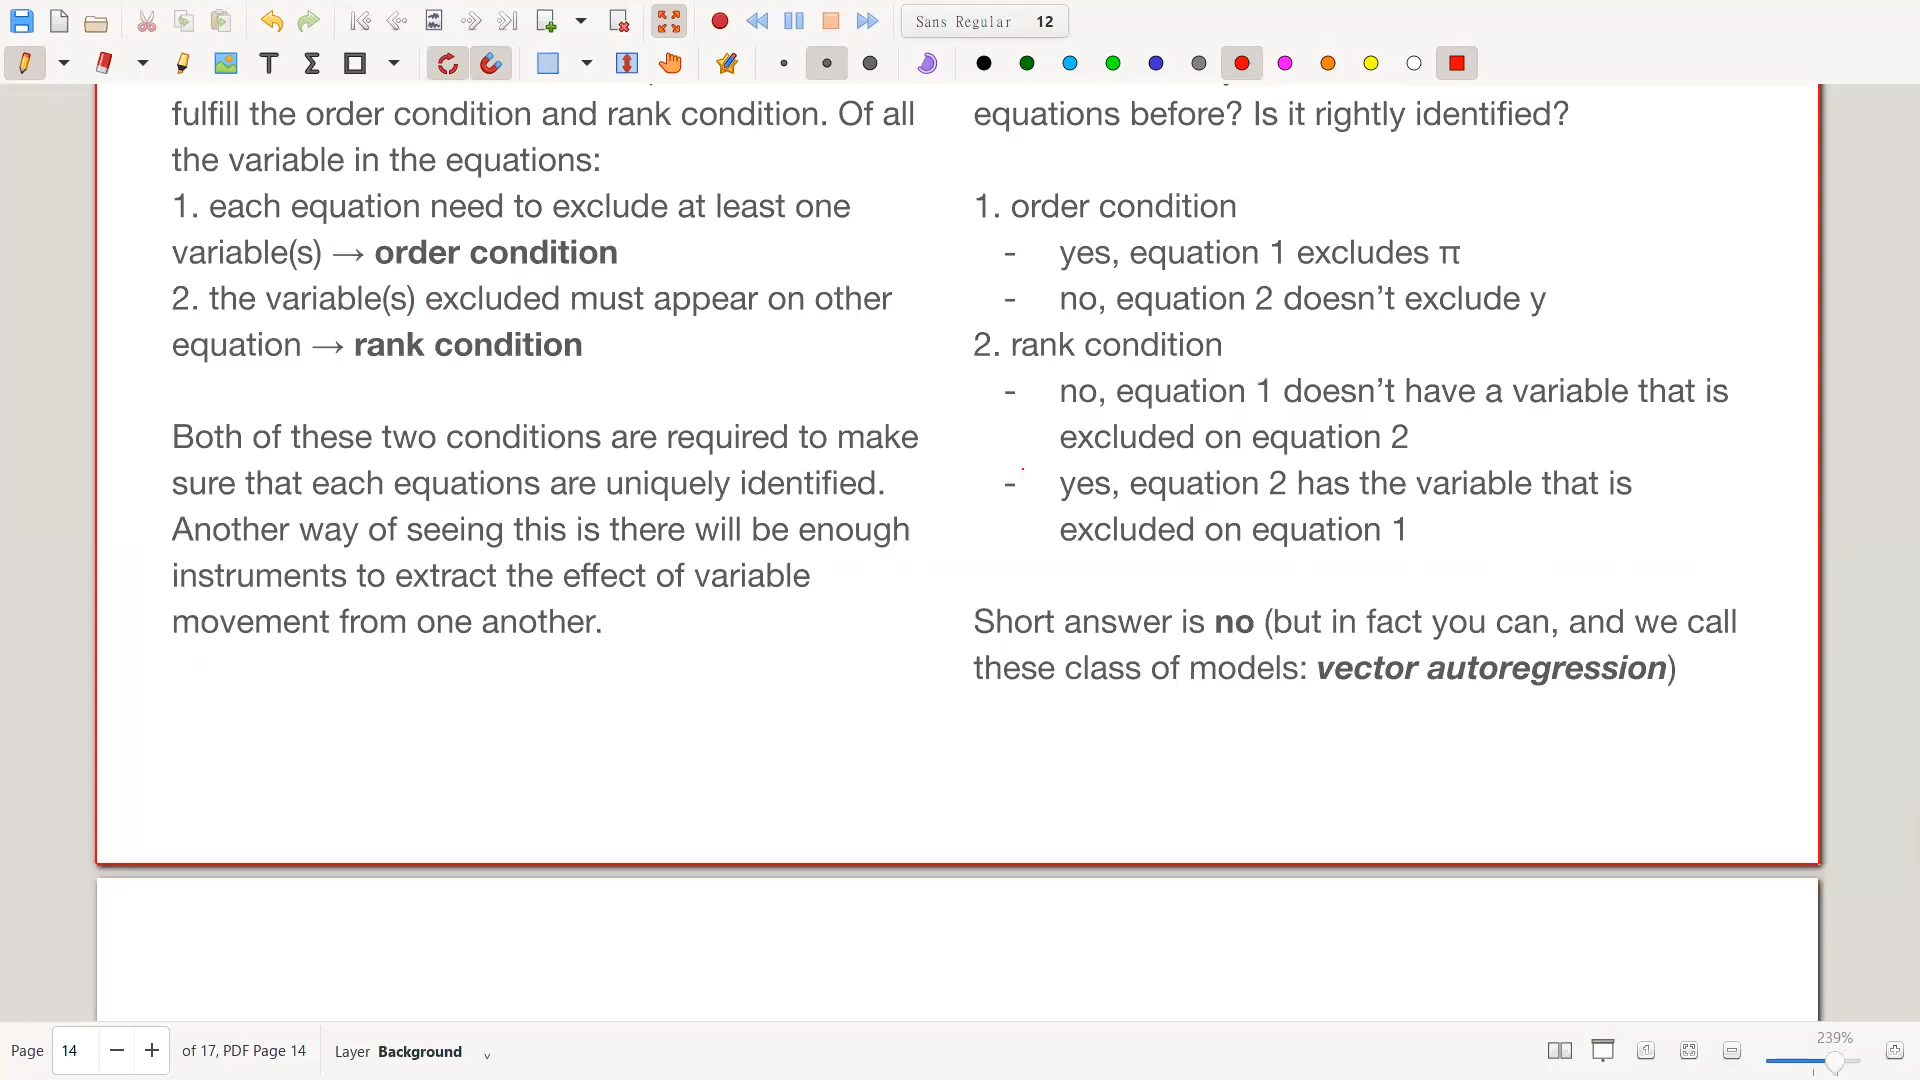 Sans Regular 12
fulfill the order condition and rank condition. Of all
the variable in the equations:
1. each equation need to exclude at least one
variable(s) → order condition
2. the variable(s) excluded must appear on other
equation → rank condition
Both of these two conditions are required to make
sure that each equations are uniquely identified.
Another way of seeing this is there will be enough
instruments to extract the effect of variable
movement from one another.
equations before? Is it rightly identified?
1. order condition
- yes, equation 1 excludes π
- no, equation 2 doesn’t exclude y
2. rank condition
- no, equation 1 doesn’t have a variable that is
excluded on equation 2
- yes, equation 2 has the variable that is
excluded on equation 1
Short answer is no (but in fact you can, and we call
these class of models: vector autoregression)
Page 14 of 17, PDF Page 14 Layer Background
239%